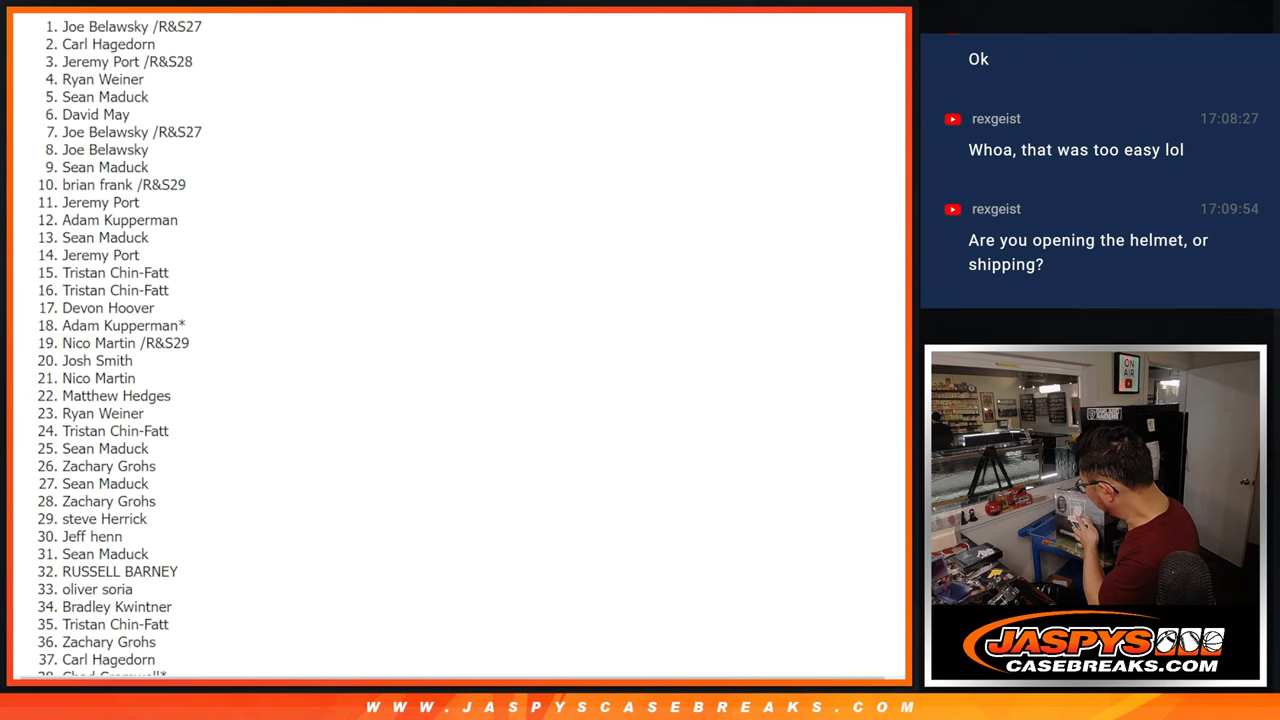 1. Joe Belawsky /R&S27
2. Carl Hagedorn
3. Jeremy Port /R&S28
4. Ryan Weiner
5. Sean Maduck
6. David May
7. Joe Belawsky /R&S27
8. Joe Belawsky
9. Sean Maduck
10. brian frank /R&S29
11. Jeremy Port
12. Adam Kupperman
13. Sean Maduck
14. Jeremy Port
15. Tristan Chin-Fatt
16. Tristan Chin-Fatt
17. Devon Hoover
18. Adam Kupperman*
19. Nico Martin /R&S29
20. Josh Smith
21. Nico Martin
22. Matthew Hedges
23. Ryan Weiner
24. Tristan Chin-Fatt
25. Sean Maduck
26. Zachary Grohs
27. Sean Maduck
28. Zachary Grohs
29. steve Herrick
30. Jeff henn
31. Sean Maduck
32. RUSSELL BARNEY
33. oliver soria
34. Bradley Kwintner
35. Tristan Chin-Fatt
36. Zachary Grohs
37. Carl Hagedorn
Ok
rexgeist 17:08:27
Whoa, that was too easy lol
rexgeist 17:09:54
Are you opening the helmet, or
shipping?
ON
AIR
JASPYS
CASEBREAKS.COM
WWW.JASPYSCASEBREAKS.COM